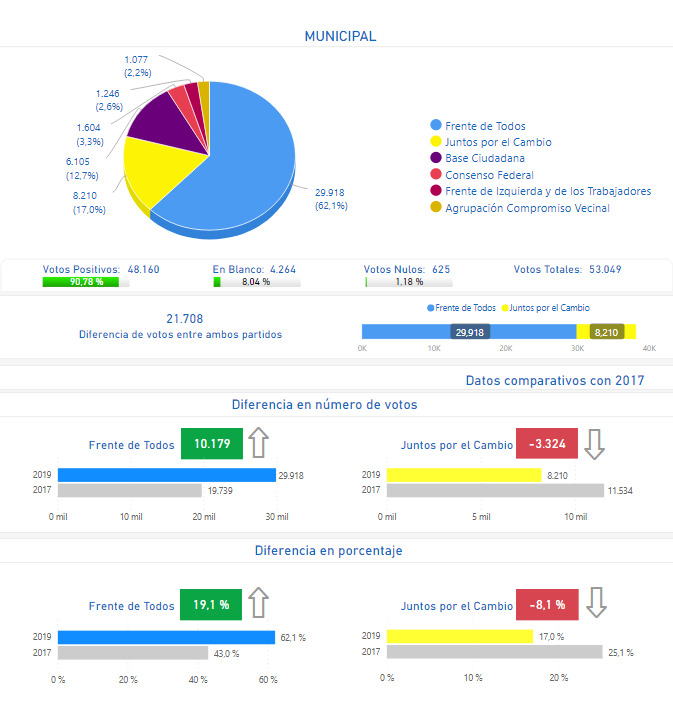 MUNICIPAL
1.077
(2,2%)
1.246
(2,6%)
1.604
(3,3%)
6.105
(12,7%)
8.210
(17,0%)
29.918
(62,1%)
Frente de Todos
Juntos por el Cambio
Base Ciudadana
Consenso Federal
Frente de Izquierda y de los Trabajadores
Agrupación Compromiso Vecinal
Votos Positivos: 48.160
90,78 %
En Blanco: 4.264
8,04 %
Votos Nulos: 625
1,18 %
Votos Totales: 53.049
21.708
Diferencia de votos entre ambos partidos
Frente de Todos Juntos por el Cambio
29,918 8,210
0K 10K 20K 30K 40K
Datos comparativos con 2017
Diferencia en número de votos
Frente de Todos 10.179
2019 29.918
2017 19.739
0 mil 10 mil 20 mil 30 mil
Juntos por el Cambio -3.324
2019 8.210
2017 11.534
0 mil 5 mil 10 mil
Diferencia en porcentaje
Frente de Todos 19,1 %
2019 62,1 %
2017 43,0 %
0 % 20 % 40 % 60 %
Juntos por el Cambio -8,1 %
2019 17,0 %
2017 25,1 %
0 % 10 % 20 %